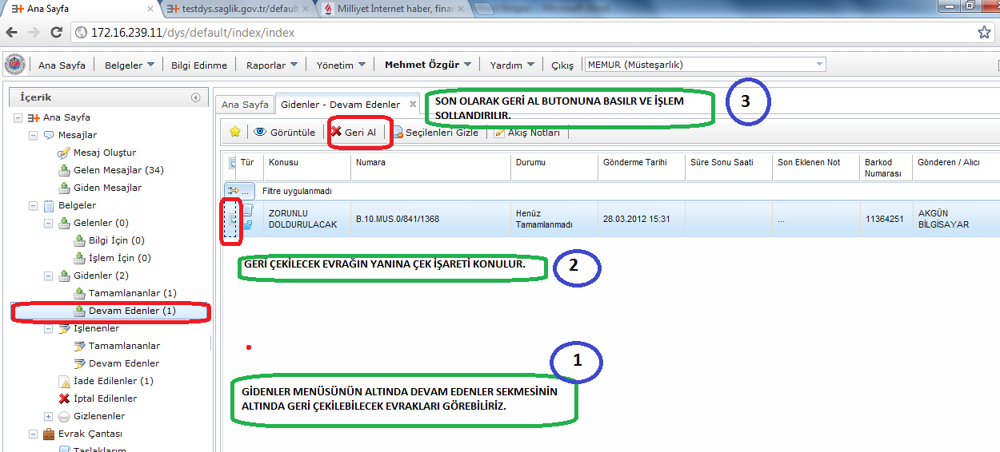 Ana Sayfa
testdys.saglik.gov.tr/default
Milliyet İnternet haber, finan
172.16.239.11/dys/default/index/index
Ana Sayfa
Belgeler
Bilgi Edinme
Raporlar
Yönetim
Mehmet Özgür
Yardım
Çıkış
MEMUR (Müsteşarlık)
İçerik
Ana Sayfa
Mesajlar
Mesaj Oluştur
Gelen Mesajlar (34)
Giden Mesajlar
Belgeler
Gelenler (0)
Bilgi İçin (0)
İşlem İçin (0)
Gidenler (2)
Tamamlananlar (1)
Devam Edenler (1)
İşlenenler
Tamamlananlar
Devam Edenler
İade Edilenler (1)
İptal Edilenler
Gizlenenler
Evrak Çantası
Taslaklarım
Ana Sayfa
Gidenler - Devam Edenler
SON OLARAK GERİ AL BUTONUNA BASILR VE İŞLEM
SOLLANDIRILIR.
3
Görüntüle
Geri Al
Seçilenleri Gizle
Akış Notları
Tür
Konusu
Numara
Durumu
Gönderme Tarihi
Süre Sonu Saati
Son Eklenen Not
Barkod
Numarası
Gönderen / Alıcı
...
Filtre uygulanmadı
ZORUNLU
DOLDURULACAK
B.10.MUS.0/841/1368
Henüz
Tamamlanmadı
28.03.2012 15:31
...
11364251
AKGÜN
BİLGİSAYAR
GERİ ÇEKİLECEK EVRAĞIN YANINA ÇEK İŞARETİ KONULUR.
2
1
GİDENLER MENÜSÜNÜN ALTINDA DEVAM EDENLER SEKMESİNİN
ALTINDA GERİ ÇEKİLEBİLECEK EVRAKLARI GÖREBİLİRİZ.